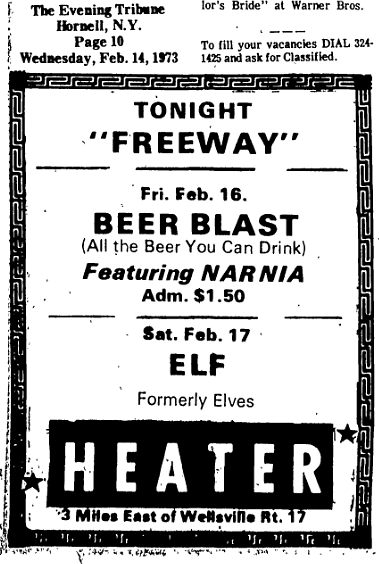 The Evening Tribune
Hornell, N.Y.
Page 10
Wednesday, Feb. 14, 1973
lor's Bride" at Warner Bros.
To fill your vacancies DIAL 324-
1425 and ask for Classified.
TONIGHT
"FREEWAY"
Fri. Feb. 16.
BEER BLAST
(All the Beer You Can Drink)
Featuring NARNIA
Adm. $1.50
Sat. Feb. 17
ELF
Formerly Elves
HEATER
3 Miles East of Wellsville Rt. 17